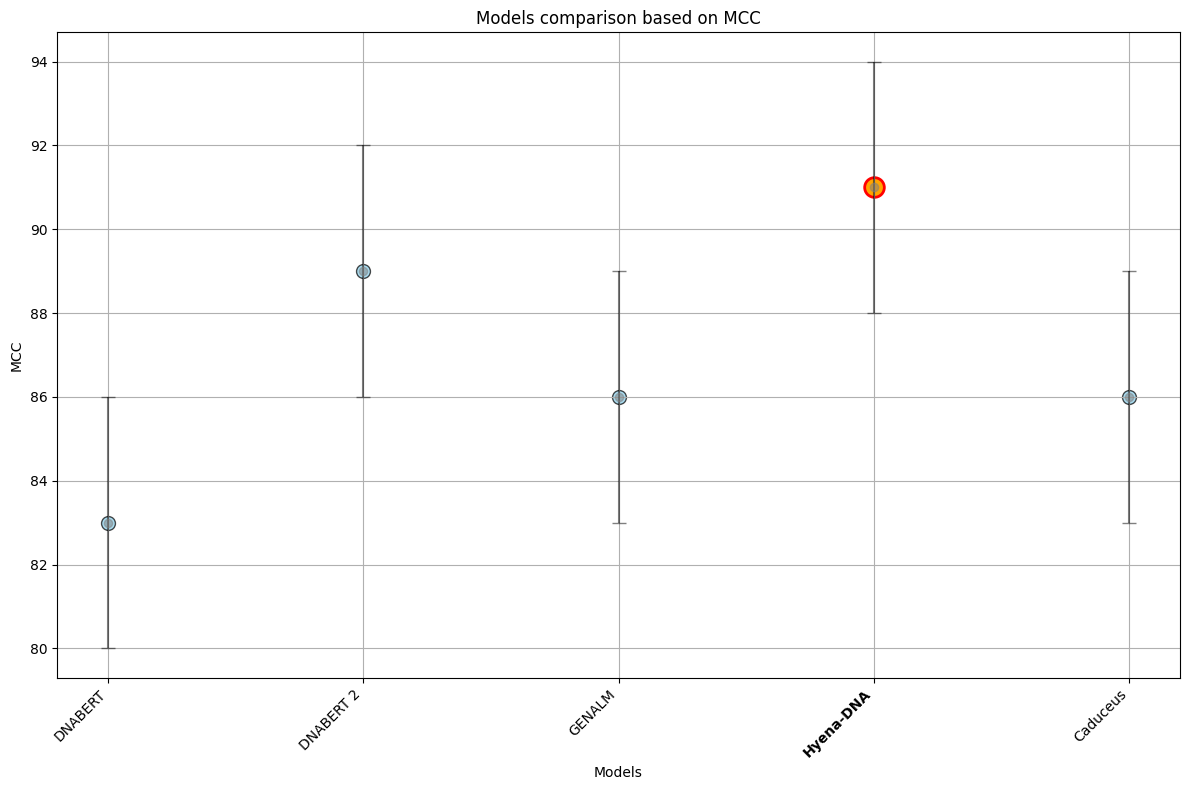 Models comparison based on MCC
94
92
90
88
86
84
82
80
MCC
DNABERT
DNABERT 2
GENALM
Hyena-DNA
Caduceus
Models